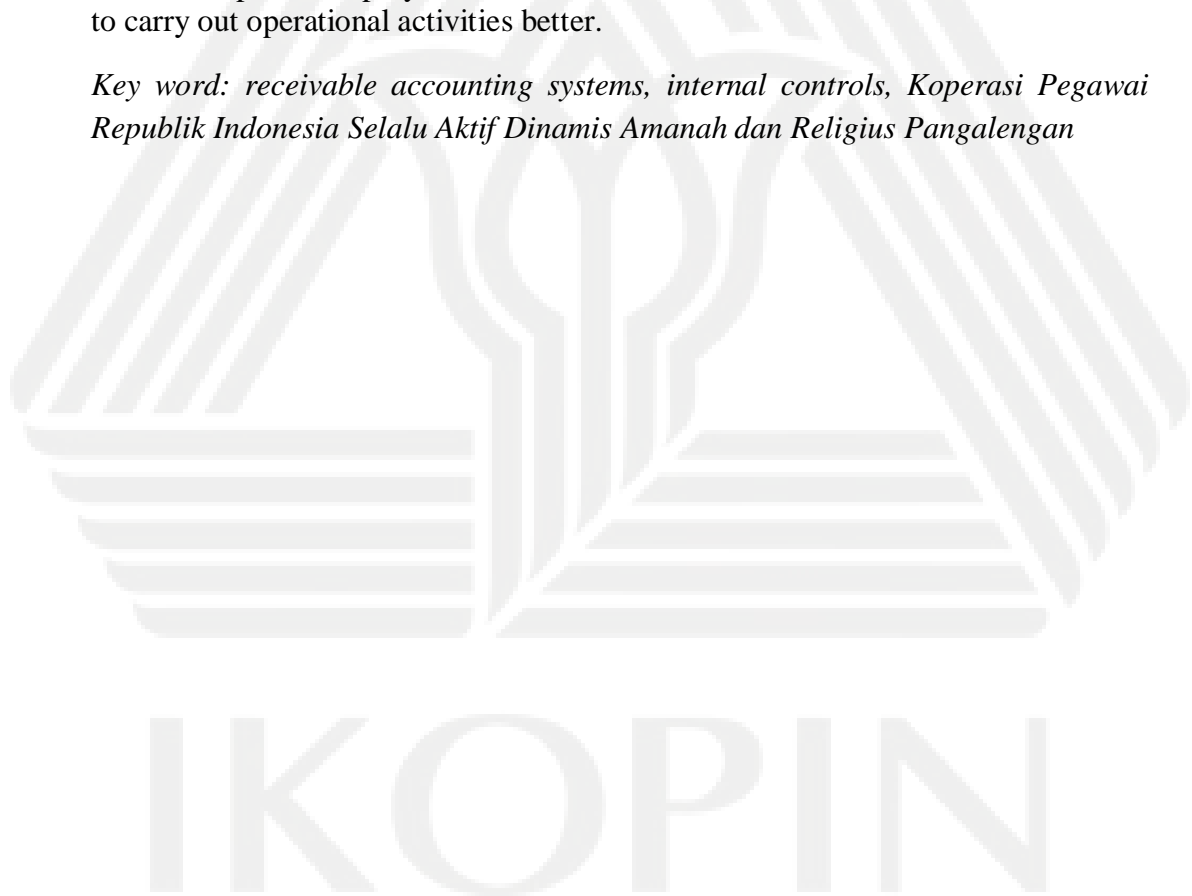 to carry out operational activities better.
Key word: receivable accounting systems, internal controls, Koperasi Pegawai
Republik Indonesia Selalu Aktif Dinamis Amanah dan Religius Pangalengan
IKOPIN